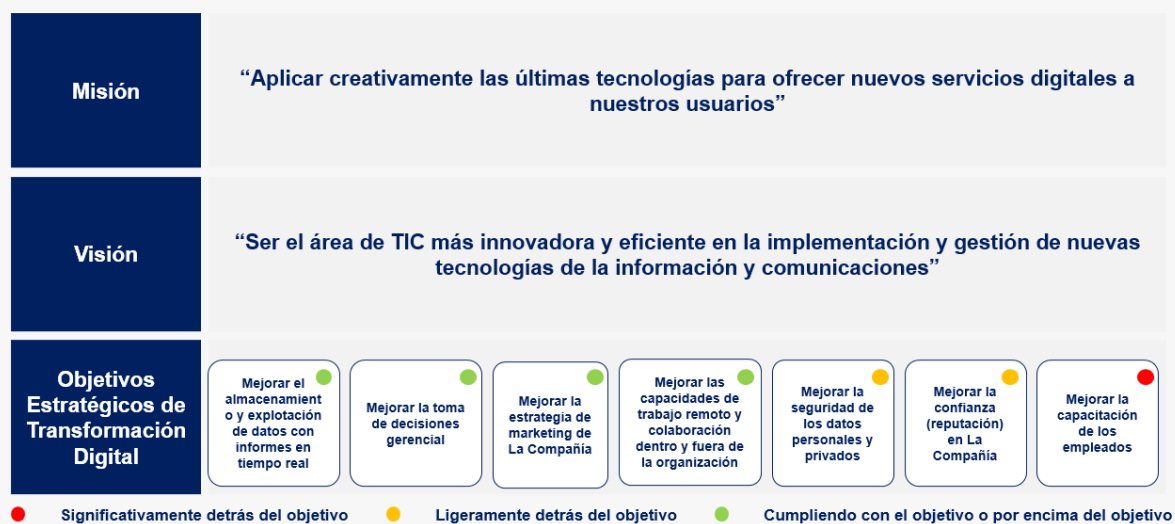 Misión
“Aplicar creativamente las últimas tecnologías para ofrecer nuevos servicios digitales a
nuestros usuarios”
Visión
“Ser el área de TIC más innovadora y eficiente en la implementación y gestión de nuevas
tecnologías de la información y comunicaciones”
Objetivos
Estratégicos de
Transformación
Digital
Mejorar el
almacenamient
o y explotación
de datos con
informes en
tiempo real
Mejorar la toma
de decisiones
gerencial
Mejorar la
estrategia de
marketing de
La Compañía
Mejorar las
capacidades de
trabajo remoto y
colaboración
dentro y fuera de
la organización
Mejorar la
seguridad de
los datos
personales y
privados
Mejorar la
confianza
(reputación)
en La
Compañía
Mejorar la
capacitación
de los
empleados
Significativamente detrás del objetivo
Ligeramente detrás del objetivo
Cumpliendo con el objetivo o por encima del objetivo